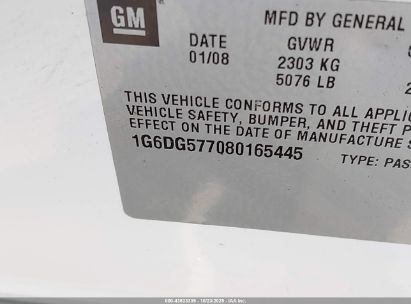 GM
MFD BY GENERAL
DATE GVWR
01/08 2303 KG
5076 LB
THIS VEHICLE CONFORMS TO ALL APPLIC
VEHICLE SAFETY, BUMPER, AND THEFT P
EFFECT ON THE DATE OF MANUFACTURE S
1G6DG577080165445
TYPE: PAS